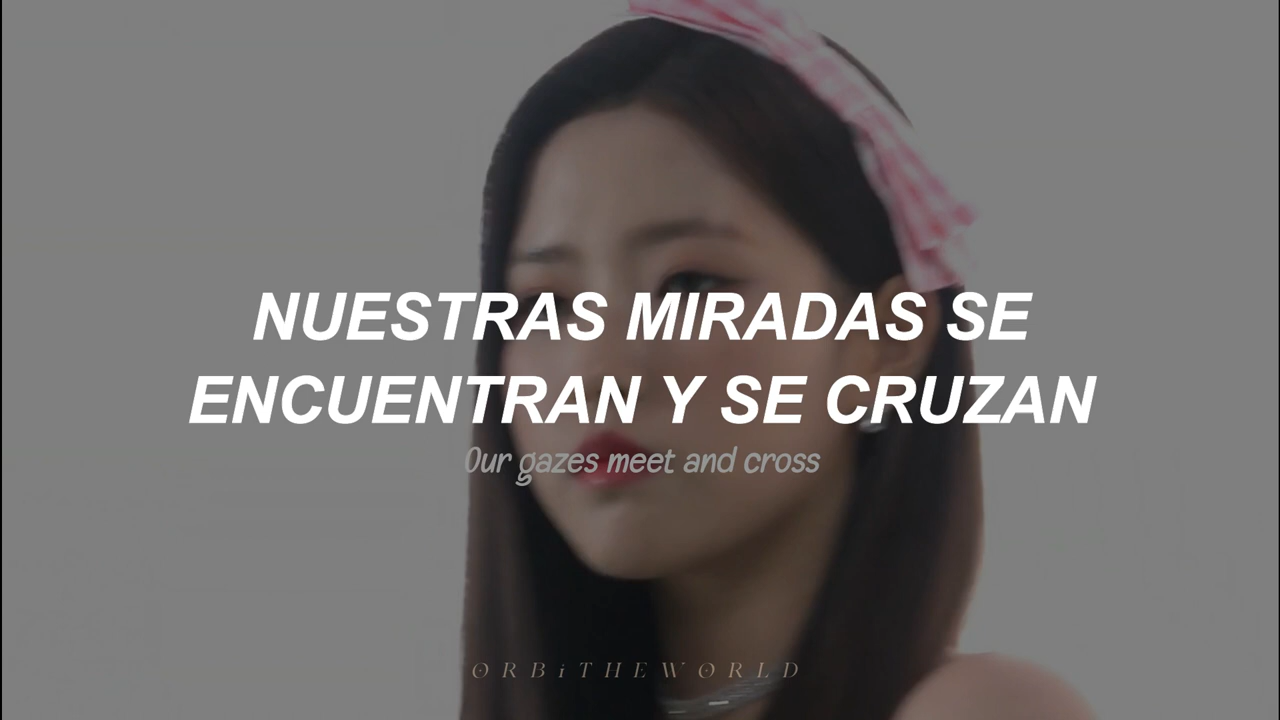 NUESTRAS MIRADAS SE
ENCUENTRAN Y SE CRUZAN
Our gazes meet and cross
ORBiTHEWORLD